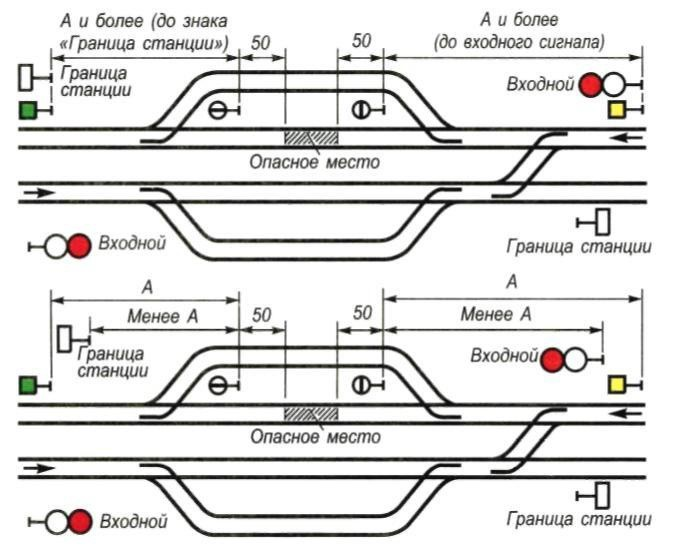 А и более (до знака
«Граница станции»)
50
50
А и более
(до входного сигнала)
Граница
станции
Входной
Опасное место
Входной
Граница станции
А
А
Менее А
50
50
Менее А
Граница
станции
Входной
Опасное место
Входной
Граница станции